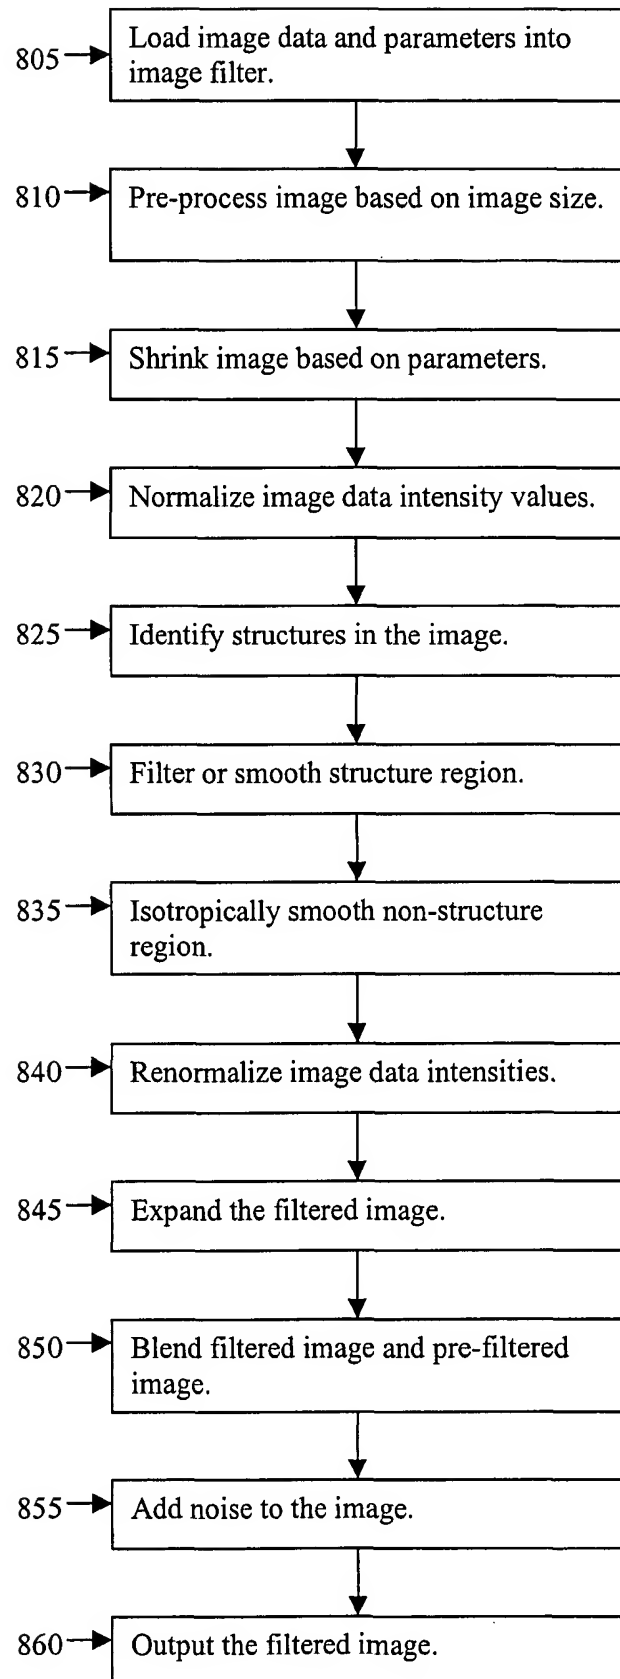 805 Load image data and parameters into
image filter.
810 Pre-process image based on image size.
815 Shrink image based on parameters.
820 Normalize image data intensity values.
825 Identify structures in the image.
830 Filter or smooth structure region.
835 Isotropically smooth non-structure
region.
840 Renormalize image data intensities.
845 Expand the filtered image.
850 Blend filtered image and pre-filtered
image.
855 Add noise to the image.
860 Output the filtered image.